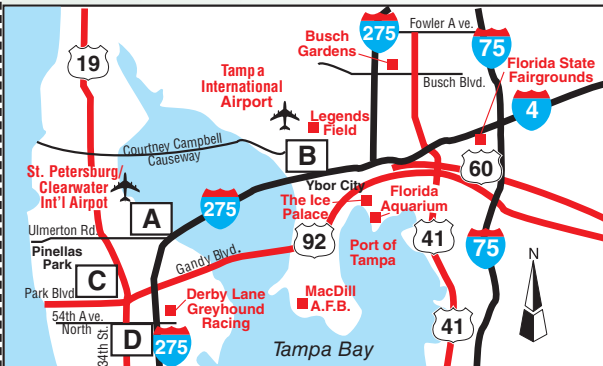 19
Busch
Gardens
275
Fowler Ave.
75
Tampa
International
Airport
Busch Blvd.
Florida State
Fairgrounds
4
Legends
Field
Courtney Campbell
Causeway
B
60
St. Petersburg/
Clearwater
Int'l Airpot
Ybor City
The Ice
Palace
Florida
Aquarium
A
275
Ulmerton Rd.
92
41
75
Port of
Tampa
Pinellas
Park
Gandy Blvd.
C
N
Park Blvd
Derby Lane
Greyhound
Racing
MacDill
A.F.B.
41
54th Ave.
North
D
34th St.
275
Tampa Bay